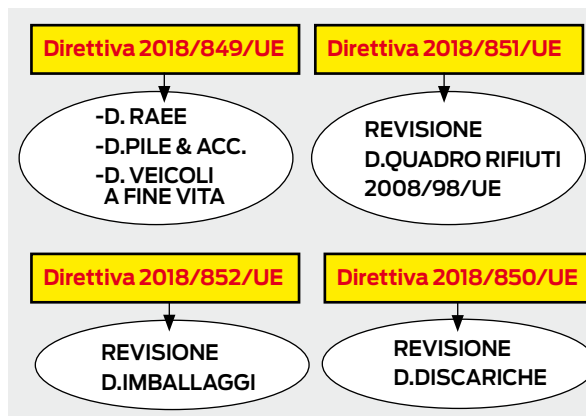 Direttiva 2018/849/UE
-D. RAEE
-D.PILE & ACC.
-D. VEICOLI
A FINE VITA
Direttiva 2018/851/UE
REVISIONE
D.QUADRO RIFIUTI
2008/98/UE
Direttiva 2018/852/UE
REVISIONE
D.IMBALLAGGI
Direttiva 2018/850/UE
REVISIONE
D.DISCARICHE